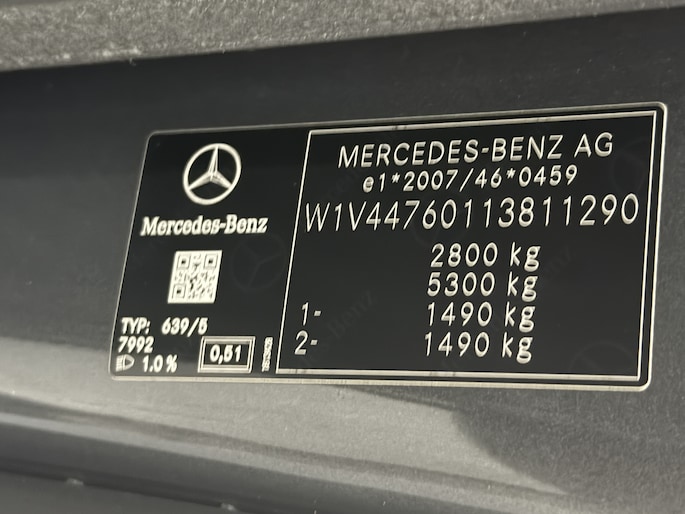 Mercedes-Benz
TYP: 639/5
7992
1.0 %
0,51
MERCEDES-BENZ AG
e1*2007/46*0459
W1V44760113811290
2800 kg
5300 kg
1- 1490 kg
2- 1490 kg